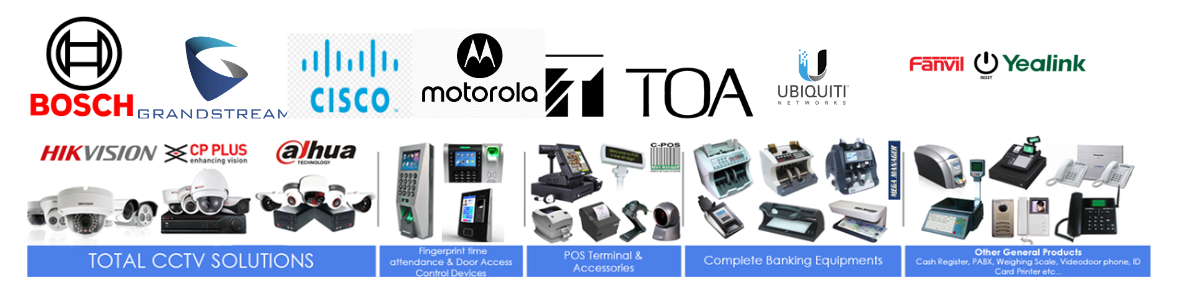 BOSCH
GRANDSTREAM
CISCO
motorola
TOA
UBIQUITI
NETWORKS
Fanvil
RESET
Yealink
HIKVISION
CP PLUS
enhancing vision
alhua
TECHNOLOGY
C-POS
MEGA MANAGER
TOTAL CCTV SOLUTIONS
Fingerprint time
attendance & Door Access
Control Devices
POS Terminal &
Accessories
Complete Banking Equipments
Other General Products
Cash Register, PABX, Weighing Scale, Videodoor phone, ID
Card Printer etc...